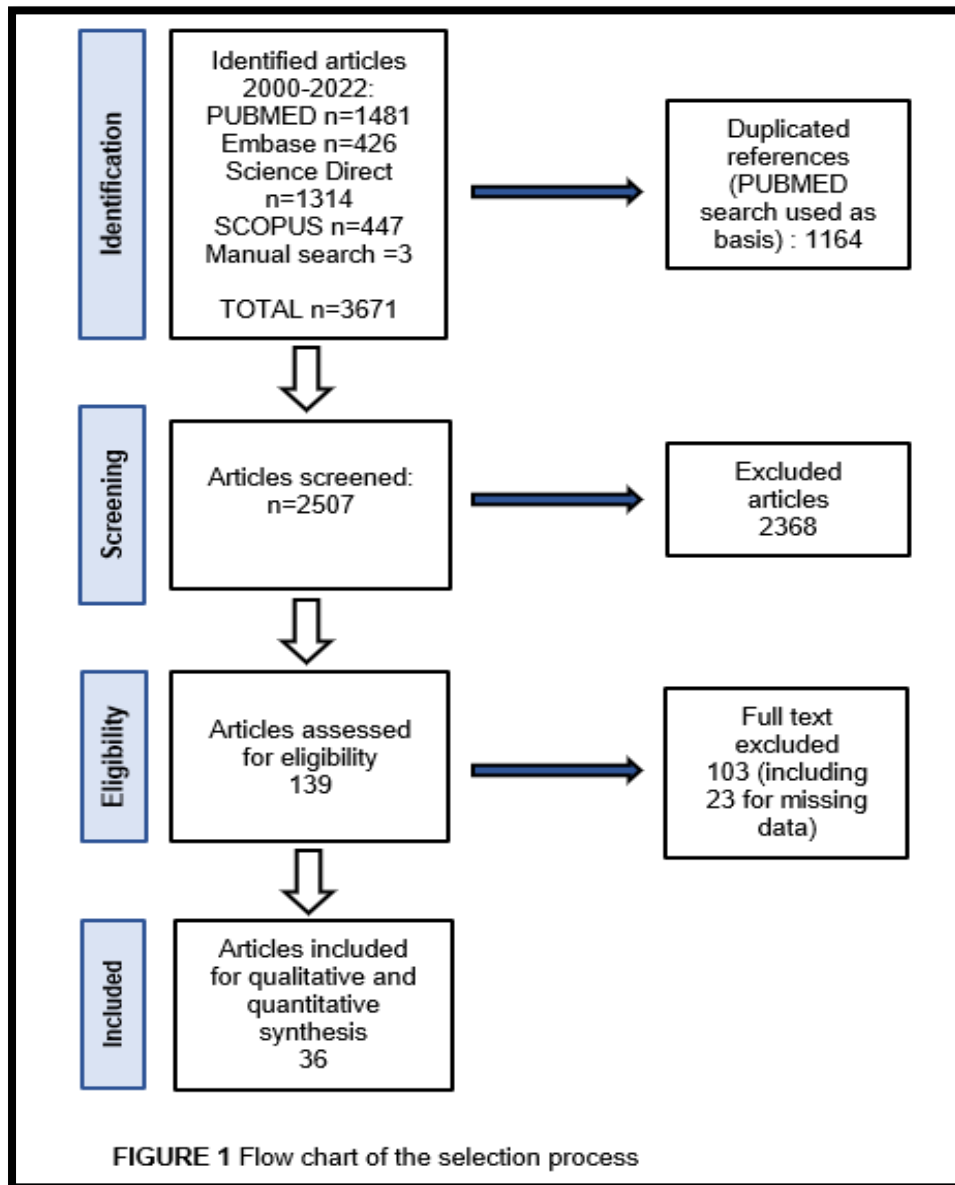 Identification
Identified articles
2000-2022:
PUBMED n=1481
Embase n=426
Science Direct
n=1314
SCOPUS n=447
Manual search =3
TOTAL n=3671
Duplicated
references
(PUBMED
search used as
basis) : 1164
Screening
Articles screened:
n=2507
Excluded
articles
2368
Eligibility
Articles assessed
for eligibility
139
Full text
excluded
103 (including
23 for missing
data)
Included
Articles included
for qualitative and
quantitative
synthesis
36
FIGURE 1 Flow chart of the selection process